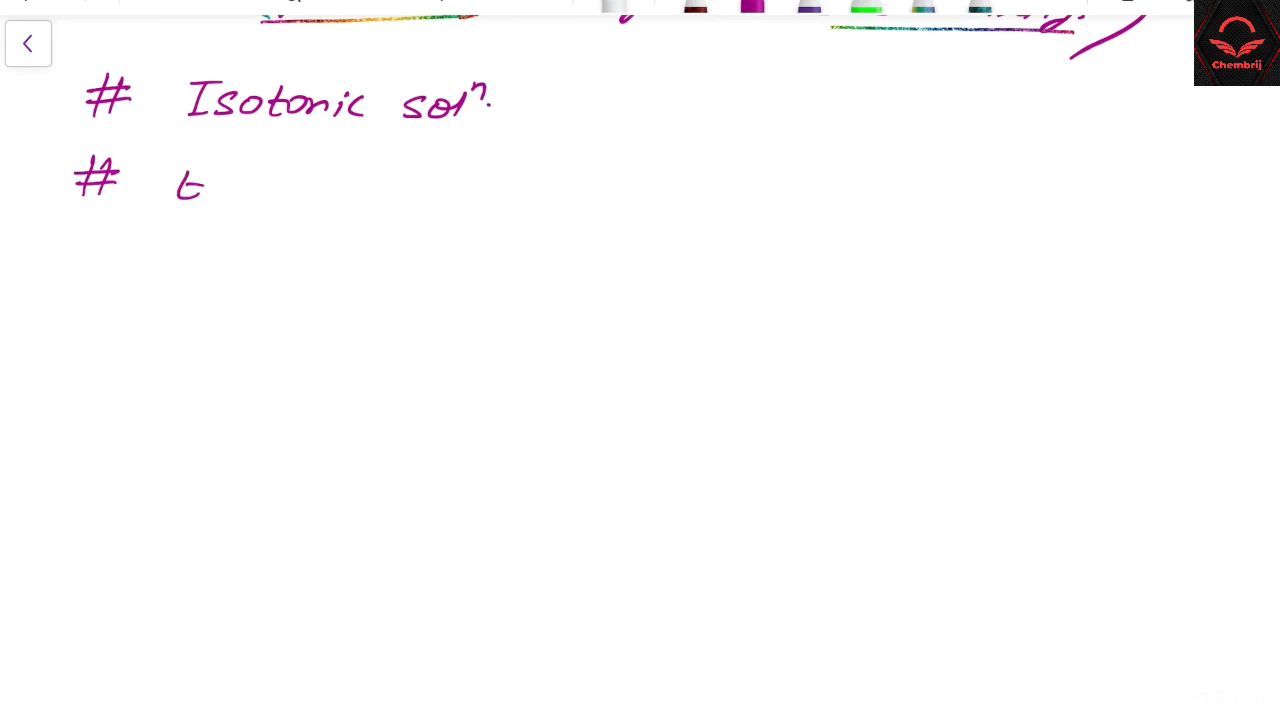 Chembrij
# Isotonic solⁿ.
# t